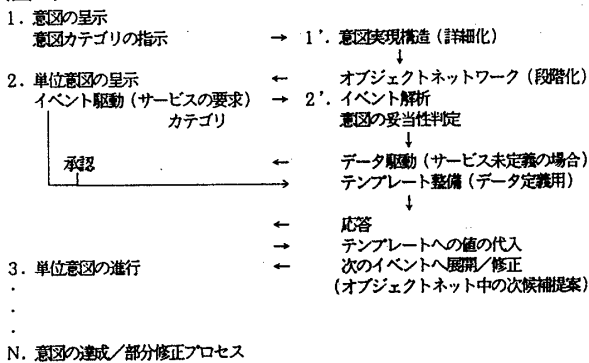 1．意図の呈示
意図カテゴリの指示 → 1'．意図実現構造（詳細化）
↓
2．単位意図の呈示 ← オブジェクトネットワーク（段階化）
イベント駆動（サービスの要求） → 2'．イベント解析
カテゴリ 意図の妥当性判定
↓
承認 ← データ駆動（サービス未定義の場合）
→ テンプレート整備（データ定義用）
↓
← 応答
→ テンプレートへの値の代入
3．単位意図の進行 ← 次のイベントへ展開／修正
・ （オブジェクトネット中の次候補提案）
・
・
N．意図の達成／部分修正プロセス